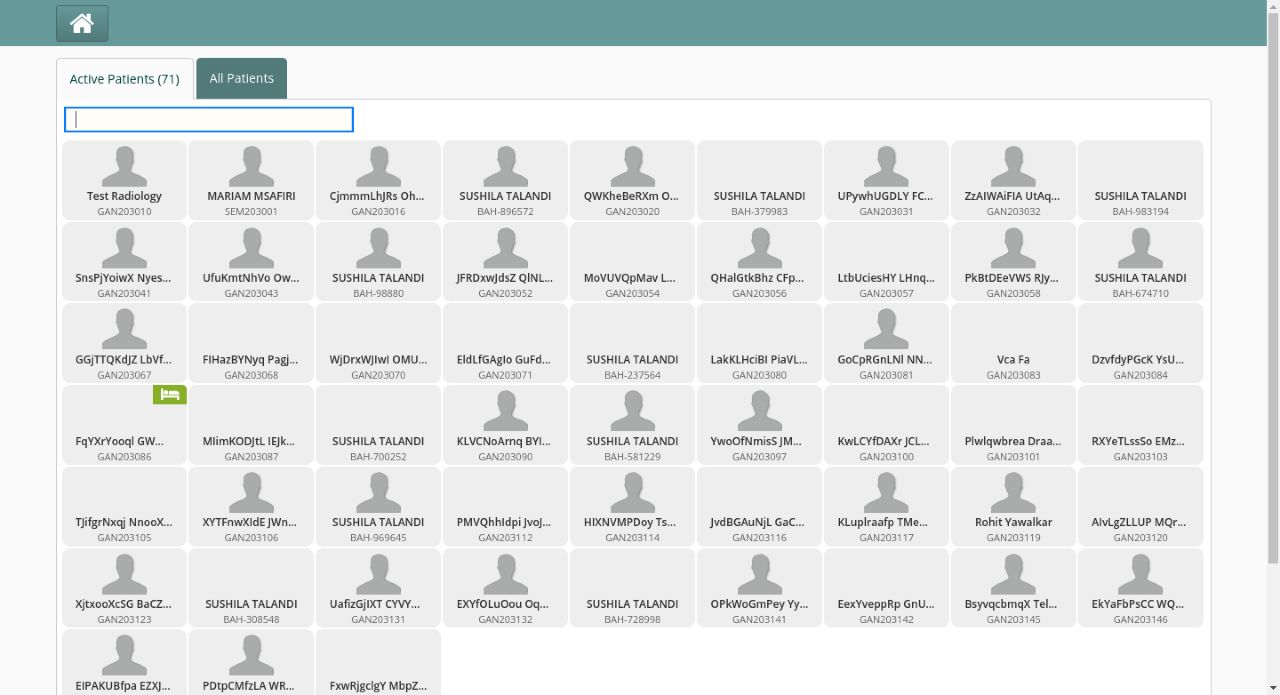 Active Patients (71)
All Patients
Test Radiology
GAN203010
MARIAM MSAFIRI
SEM203001
CjmmmLhJRs Oh...
GAN203016
SUSHILA TALANDI
BAH-896572
QWKheBeRXm O...
GAN203020
SUSHILA TALANDI
BAH-379983
UPywhUGDLY FC...
GAN203031
ZzAIWAiFIA UtAq...
GAN203032
SUSHILA TALANDI
BAH-983194
SnsPjYoiwX Nyes...
GAN203041
UfuKmtNhVo Ow...
GAN203043
SUSHILA TALANDI
BAH-98880
JFRDxwJdsZ QlNL...
GAN203052
MoVUVQpMav L...
GAN203054
QHalGtkBhz CFp...
GAN203056
LtbUciesHY LHnq...
GAN203057
PkBtDEeVWS RJy...
GAN203058
SUSHILA TALANDI
BAH-674710
GGjTTQKdJZ LbVf...
GAN203067
FIHazBYNyq Pagj...
GAN203068
WjDrxWJIwI OMU...
GAN203070
EldLfGAgIo GuFd...
GAN203071
SUSHILA TALANDI
BAH-237564
LakKLHciBI PiaVL...
GAN203080
GoCpRGnLNl NN...
GAN203081
Vca Fa
GAN203083
DzvfdyPGcK YsU...
GAN203084
FqYXrYooql GW...
GAN203086
MIimKODJtL IEJk...
GAN203087
SUSHILA TALANDI
BAH-700252
KLVCNoArnq BYI...
GAN203090
SUSHILA TALANDI
BAH-581229
YwoOfNmisS JM...
GAN203097
KwLCYfDAXr JCL...
GAN203100
Plwlqwbrea Draa...
GAN203101
RXYeTLssSo EMz...
GAN203103
TJifgrNxqj NnooX...
GAN203105
XYTFnwXIdE JWn...
GAN203106
SUSHILA TALANDI
BAH-969645
PMVQhhIdpi JvoJ...
GAN203112
HIXNVMPDoy Ts...
GAN203114
JvdBGAuNjL GaC...
GAN203116
KLuplraafp TMe...
GAN203117
Rohit Yawalkar
GAN203119
AIvLgZLLUP MQr...
GAN203120
XjtxooXcSG BaCZ...
GAN203123
SUSHILA TALANDI
BAH-308548
UafizGjIXT CYVY...
GAN203131
EXYfOLuOou Oq...
GAN203132
SUSHILA TALANDI
BAH-728998
OPkWoGmPey Yy...
GAN203141
EexYveppRp GnU...
GAN203142
BsyvqcbmqX Tel...
GAN203145
EkYaFbPsCC WQ...
GAN203146
EIPAKUBfpa EZXJ...
PDtpCMfzLA WR...
FxwRjgclgY MbpZ...